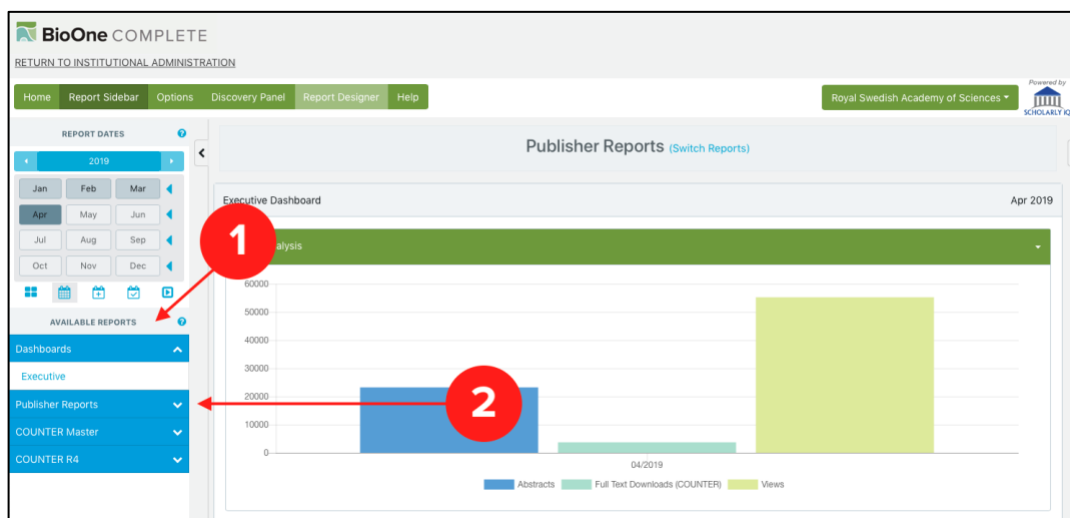 BioOne COMPLETE
RETURN TO INSTITUTIONAL ADMINISTRATION
Home Report Sidebar Options Discovery Panel Report Designer Help
Royal Swedish Academy of Sciences
Powered by
SCHOLARLY iQ
REPORT DATES ?
2019
Jan Feb Mar
Apr May Jun
Jul Aug Sep
Oct Nov Dec
AVAILABLE REPORTS ?
Dashboards
Executive
Publisher Reports
COUNTER Master
COUNTER R4
Publisher Reports (Switch Reports)
Executive Dashboard Apr 2019
alysis
60000
50000
40000
30000
20000
10000
0
04/2019
Abstracts Full Text Downloads (COUNTER) Views
1
2